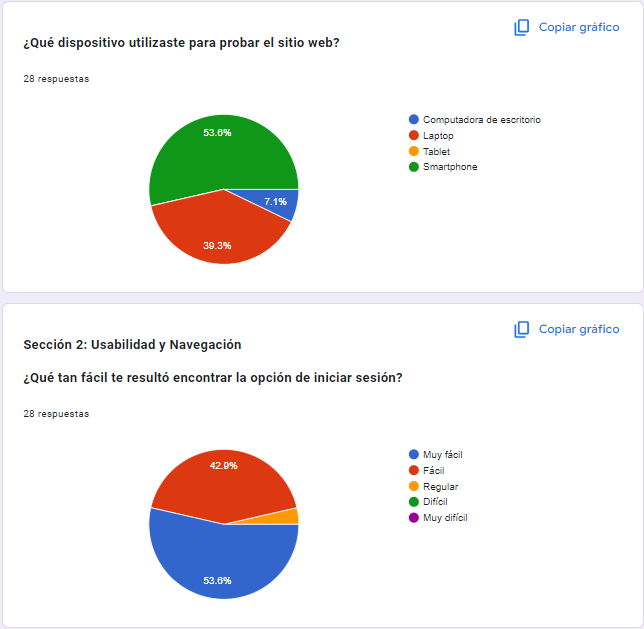 Copiar gráfico
¿Qué dispositivo utilizaste para probar el sitio web?
28 respuestas
53.6%
7.1%
39.3%
Computadora de escritorio
Laptop
Tablet
Smartphone
Copiar gráfico
Sección 2: Usabilidad y Navegación
¿Qué tan fácil te resultó encontrar la opción de iniciar sesión?
28 respuestas
42.9%
53.6%
Muy fácil
Fácil
Regular
Difícil
Muy difícil